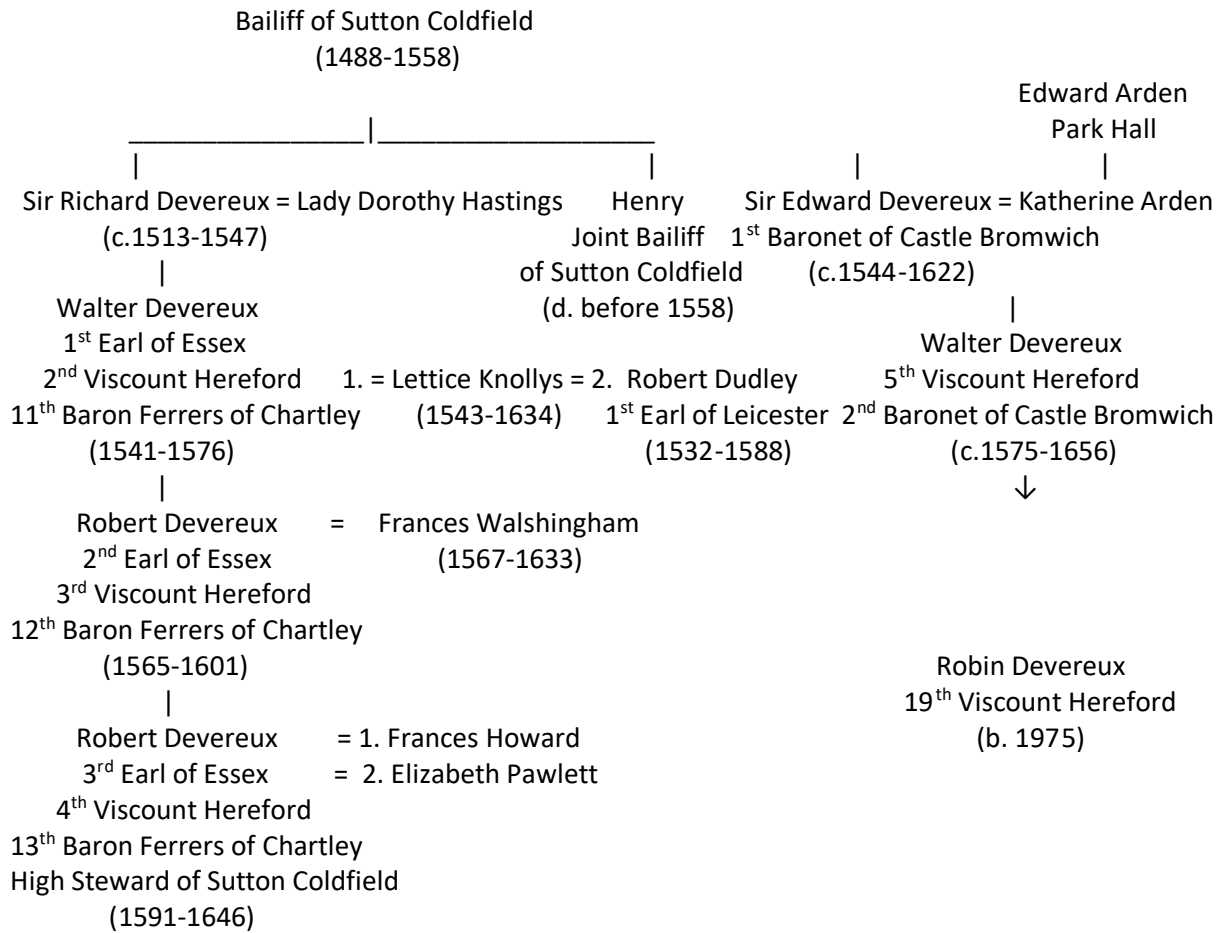 Bailiff of Sutton Coldfield
(1488-1558)
Edward Arden
Park Hall
________________|___________________
| | | |
Sir Richard Devereux = Lady Dorothy Hastings Henry Sir Edward Devereux = Katherine Arden
(c.1513-1547) Joint Bailiff 1st Baronet of Castle Bromwich
| of Sutton Coldfield (c.1544-1622)
Walter Devereux (d. before 1558) |
1st Earl of Essex Walter Devereux
2nd Viscount Hereford 1. = Lettice Knollys = 2. Robert Dudley 5th Viscount Hereford
11th Baron Ferrers of Chartley (1543-1634) 1st Earl of Leicester 2nd Baronet of Castle Bromwich
(1541-1576) (1532-1588) (c.1575-1656)
| ↓
Robert Devereux = Frances Walshingham
2nd Earl of Essex (1567-1633)
3rd Viscount Hereford
12th Baron Ferrers of Chartley
(1565-1601) Robin Devereux
| 19th Viscount Hereford
Robert Devereux = 1. Frances Howard (b. 1975)
3rd Earl of Essex = 2. Elizabeth Pawlett
4th Viscount Hereford
13th Baron Ferrers of Chartley
High Steward of Sutton Coldfield
(1591-1646)